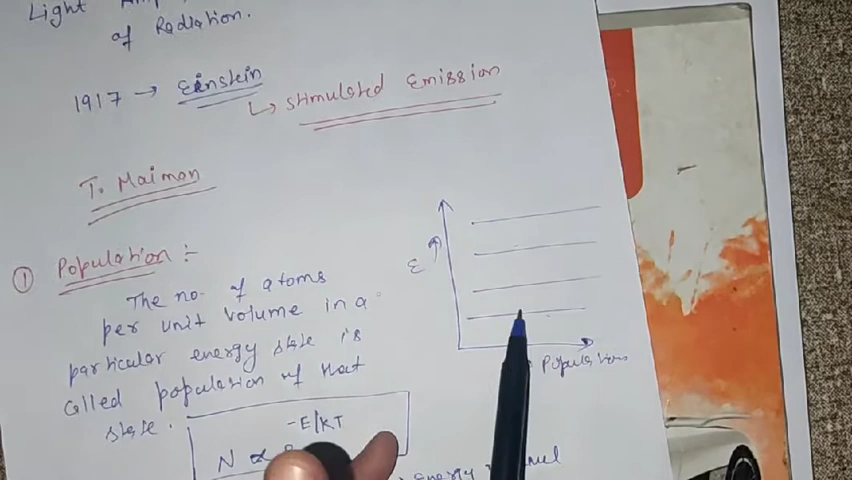 Light
of Radiation.
1917 → Einstein
↳ stimulated Emission
T. Maiman
① Population :-
The no. of atoms
per unit volume in a
particular energy state is
called population of that
state.
E
Population
-E/KT
N ∝
Energy